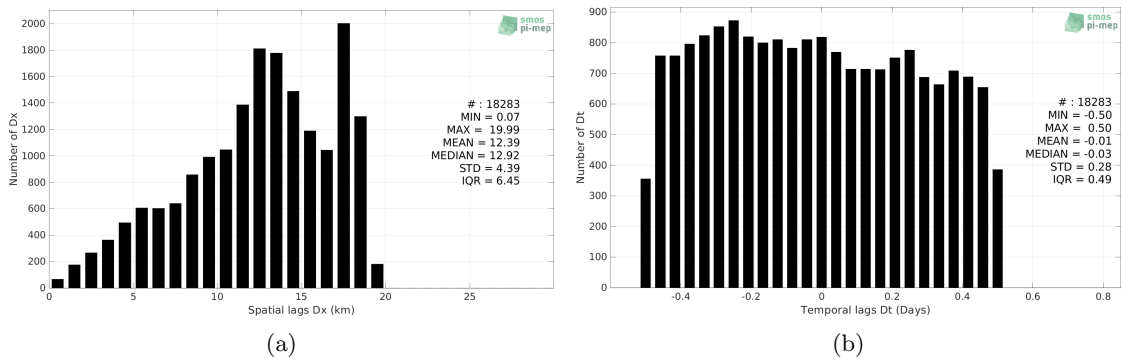 2000
1800
1600
1400
1200
1000
800
600
400
200
0
Number of Dx
0 5 10 15 20 25
Spatial lags Dx (km)
smos
pi-mep
# : 18283
MIN = 0.07
MAX = 19.99
MEAN = 12.39
MEDIAN = 12.92
STD = 4.39
IQR = 6.45
(a)
900
800
700
600
500
400
300
200
100
0
Number of Dt
-0.4 -0.2 0 0.2 0.4 0.6 0.8
Temporal lags Dt (Days)
smos
pi-mep
# : 18283
MIN = -0.50
MAX = 0.50
MEAN = -0.01
MEDIAN = -0.03
STD = 0.28
IQR = 0.49
(b)